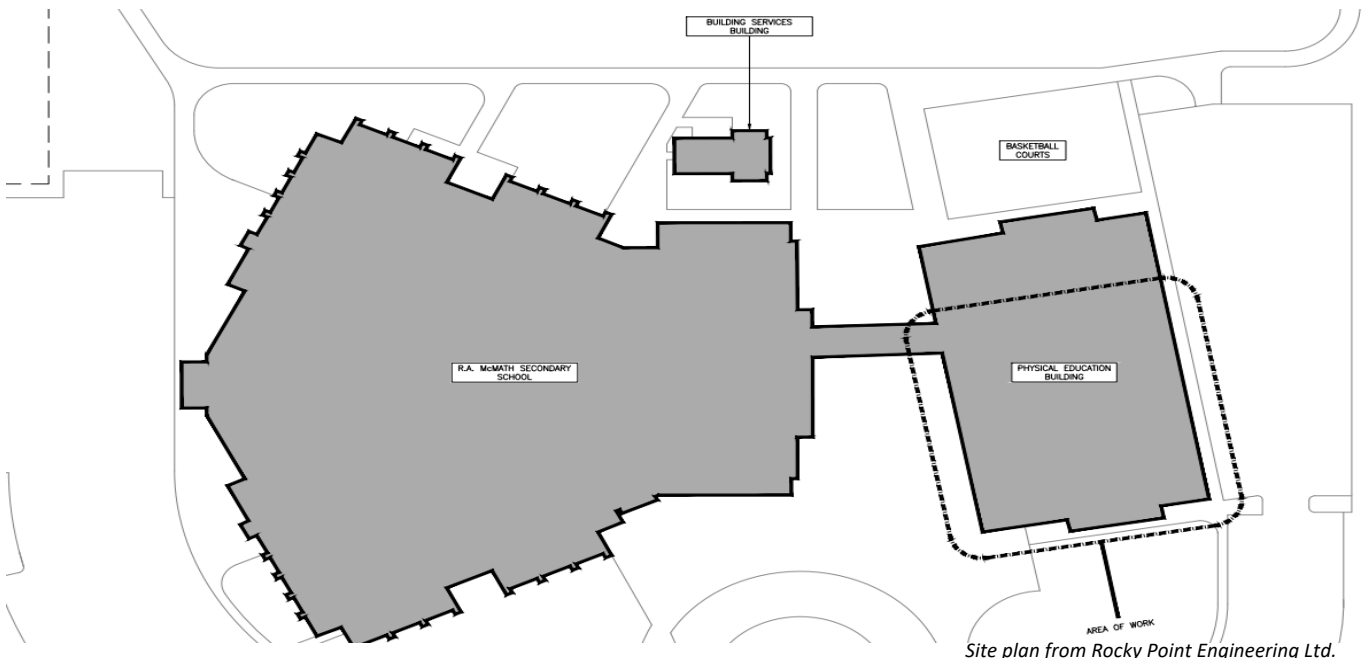 BUILDING SERVICES
BUILDING
BASKETBALL
COURTS
R.A. McMATH SECONDARY
SCHOOL
PHYSICAL EDUCATION
BUILDING
AREA OF WORK
Site plan from Rocky Point Engineering Ltd.